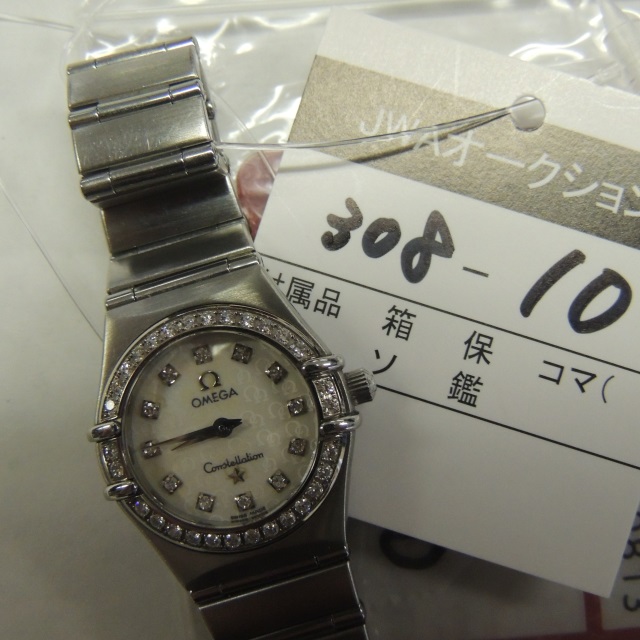 JWAオークション
308-10
付属品 箱 保 コマ(
ソ 鑑
OMEGA
Constellation